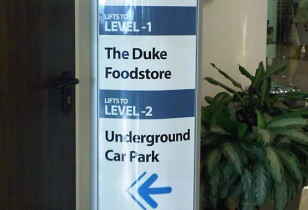 LIFTS TO
LEVEL -1
The Duke
Foodstore
LIFTS TO
LEVEL -2
Underground
Car Park